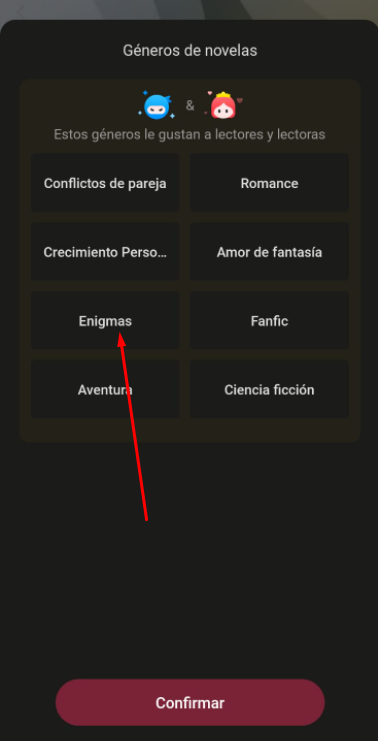 Géneros de novelas
&
Estos géneros le gustan a lectores y lectoras
Conflictos de pareja
Romance
Crecimiento Perso...
Amor de fantasía
Enigmas
Fanfic
Aventura
Ciencia ficción
Confirmar